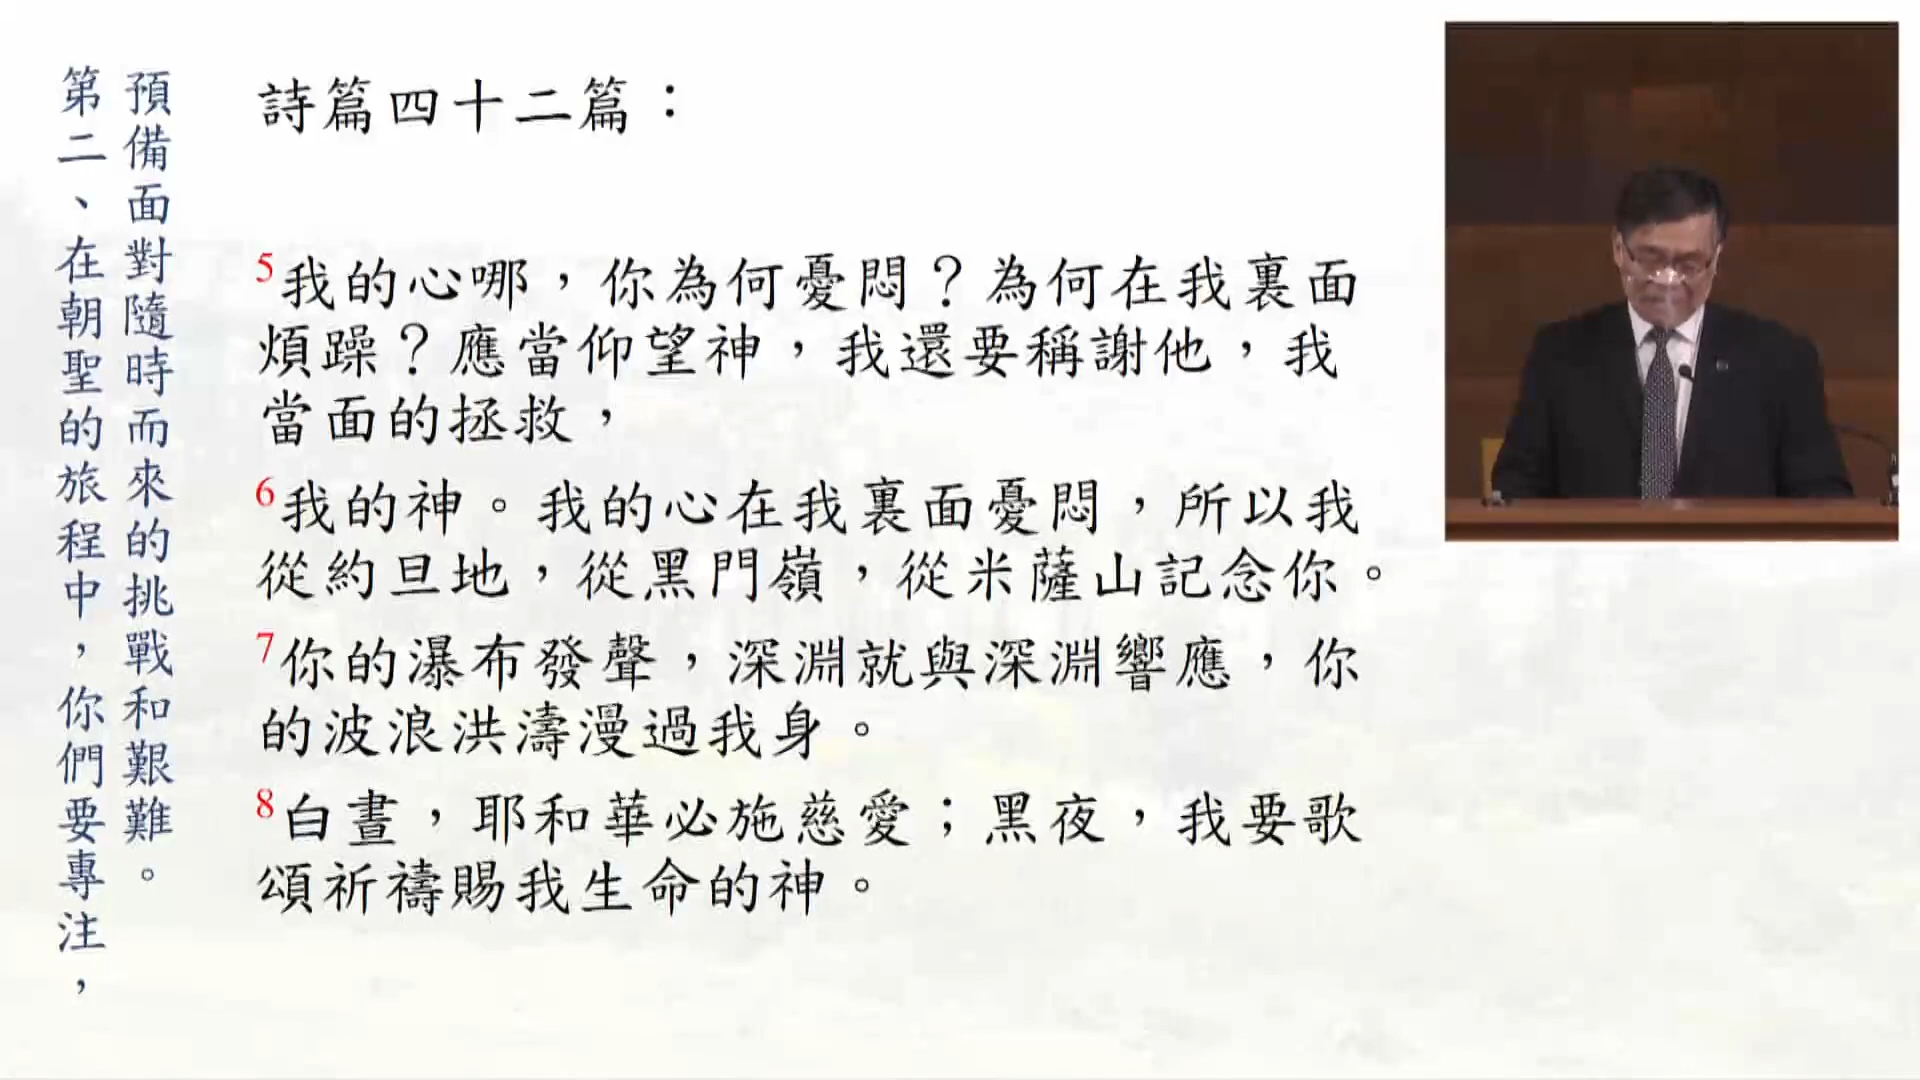 第二、在朝聖的旅程中，你們要專注，
預備面對隨時而來的挑戰和艱難。
詩篇四十二篇：
5我的心哪，你為何憂悶？為何在我裏面
煩躁？應當仰望神，我還要稱謝他，我
當面的拯救，
6我的神。我的心在我裏面憂悶，所以我
從約旦地，從黑門嶺，從米薩山記念你。
7你的瀑布發聲，深淵就與深淵響應，你
的波浪洪濤漫過我身。
8白晝，耶和華必施慈愛；黑夜，我要歌
頌祈禱賜我生命的神。